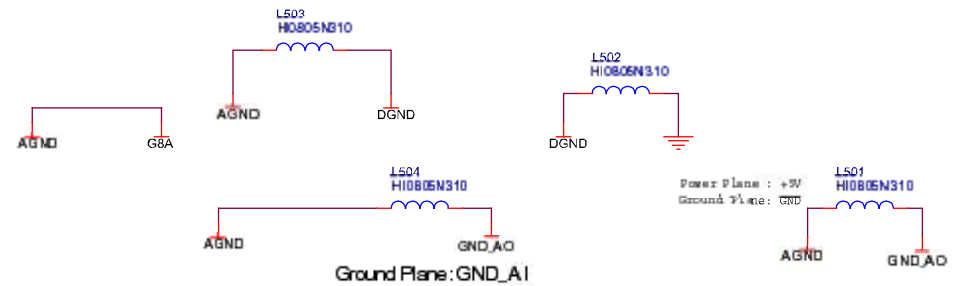 L503
HI0805N310
AGND
DGND
AGND
G8A
L502
HI0805N310
DGND
L504
HI0805N310
AGND
GND_AO
Ground Plane: GND_AI
Power Plane : +5V
Ground Plane: GND
L501
HI0805N310
AGND
GND_AO